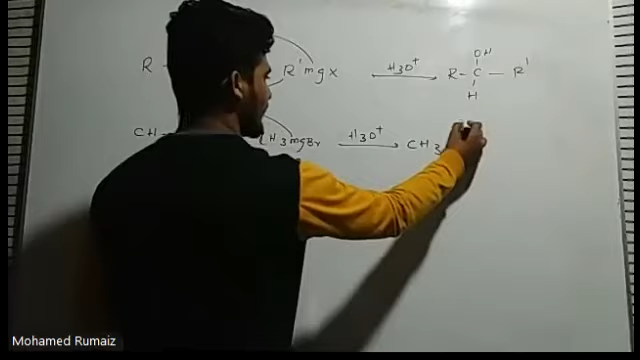 OH
R R'mgx H3O+ R - C - R'
H
CH CH3mgBr H3O+ CH3
Mohamed Rumaiz